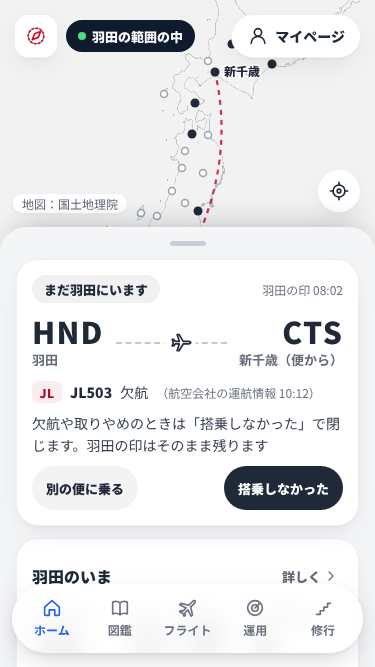 羽田の範囲の中
マイページ
新千歳
地図：国土地理院
まだ羽田にいます
羽田の印 08:02
HND
CTS
羽田
新千歳（便から）
JL JL503 欠航 （航空会社の運航情報 10:12）
欠航や取りやめのときは「搭乗しなかった」で閉
じます。羽田の印はそのまま残ります
別の便に乗る
搭乗しなかった
羽田のいま
詳しく
ホーム
図鑑
フライト
運用
修行